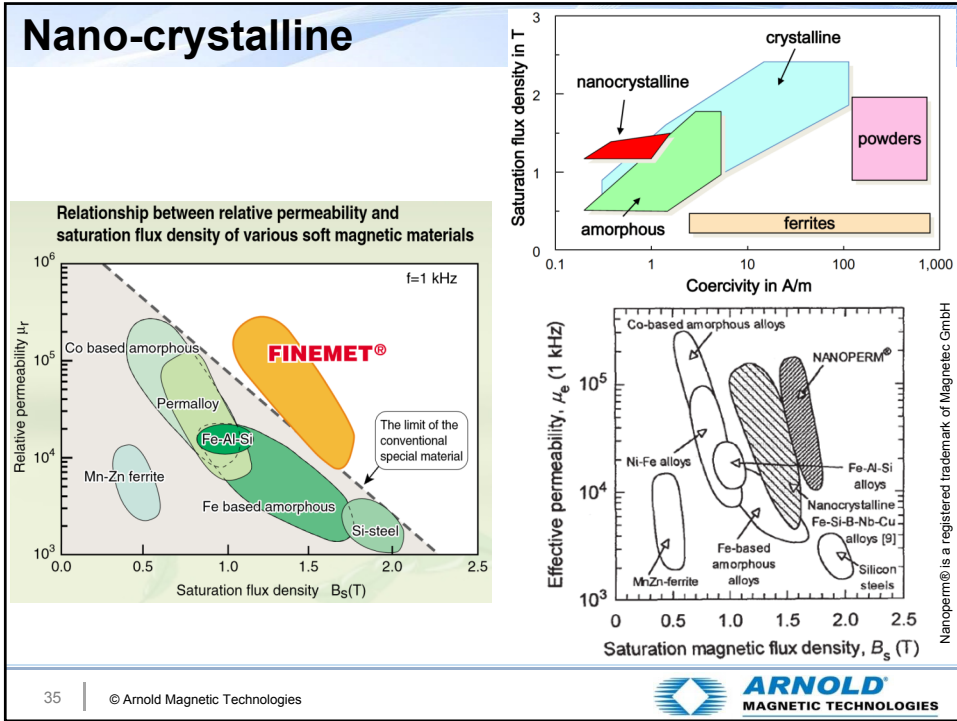 Nano-crystalline
Saturation flux density in T
3
2
1
0
crystalline
nanocrystalline
powders
amorphous
ferrites
0.1
1
10
100
1,000
Coercivity in A/m
Relationship between relative permeability and
saturation flux density of various soft magnetic materials
Relative permeability μr
10⁶
10⁵
10⁴
10³
f=1 kHz
Co based amorphous
FINEMET®
Permalloy
The limit of the
conventional
special material
Fe-Al-Si
Mn-Zn ferrite
Fe based amorphous
Si-steel
0.0
0.5
1.0
1.5
2.0
2.5
Saturation flux density Bs(T)
Effective permeability, μe (1 kHz)
10⁵
10⁴
10³
Co-based amorphous alloys
NANOPERM®
Ni-Fe alloys
Fe-Al-Si
alloys
Nanocrystalline
Fe-Si-B-Nb-Cu
alloys [9]
Fe-based
amorphous
alloys
MnZn-ferrite
Silicon
steels
0
0.5
1.0
1.5
2.0
2.5
Saturation magnetic flux density, Bs (T)
Nanoperm® is a registered trademark of Magnetec GmbH
35
© Arnold Magnetic Technologies
ARNOLD®
MAGNETIC TECHNOLOGIES